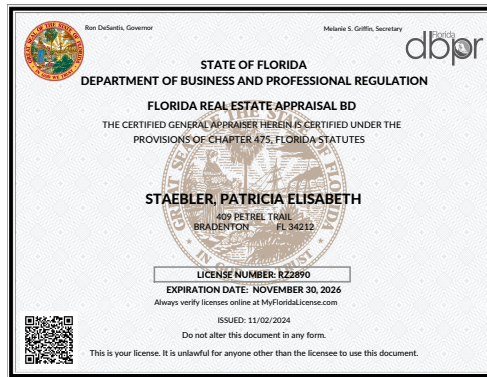 Ron DeSantis, Governor
Melanie S. Griffin, Secretary
Florida
dbpr
STATE OF FLORIDA
DEPARTMENT OF BUSINESS AND PROFESSIONAL REGULATION
FLORIDA REAL ESTATE APPRAISAL BD
THE CERTIFIED GENERAL APPRAISER HEREIN IS CERTIFIED UNDER THE
PROVISIONS OF CHAPTER 475, FLORIDA STATUTES
STAEBLER, PATRICIA ELISABETH
409 PETREL TRAIL
BRADENTON FL 34212
LICENSE NUMBER: RZ2890
EXPIRATION DATE: NOVEMBER 30, 2026
Always verify licenses online at MyFloridaLicense.com
ISSUED: 11/02/2024
Do not alter this document in any form.
This is your license. It is unlawful for anyone other than the licensee to use this document.